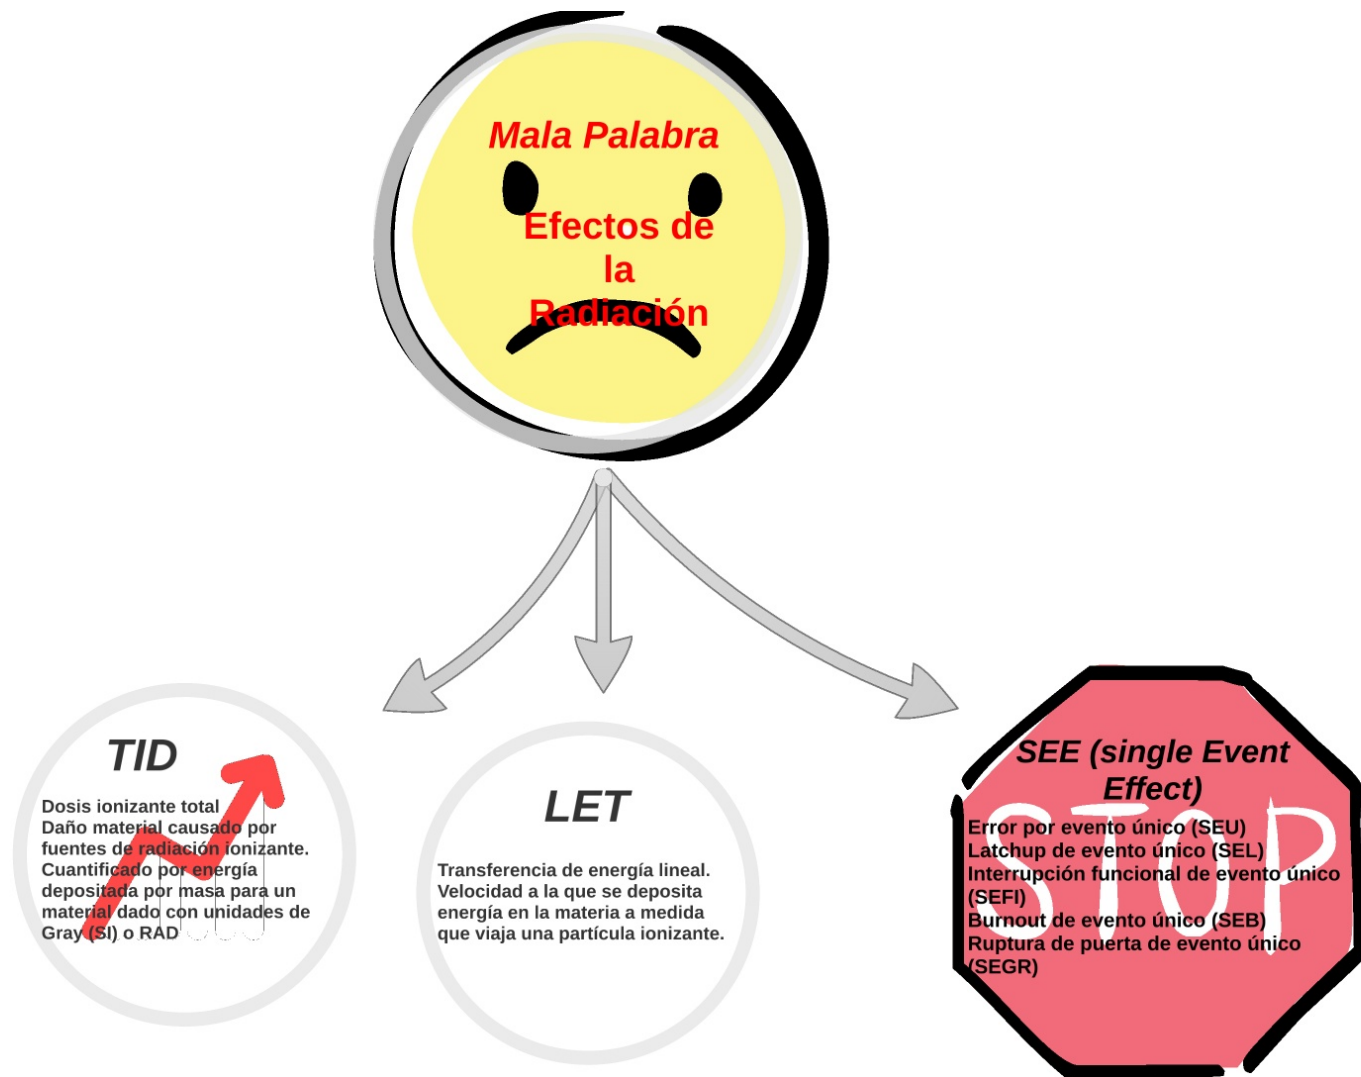 Mala Palabra
Efectos de
la
Radiación
TID
Dosis ionizante total
Daño material causado por
fuentes de radiación ionizante.
Cuantificado por energía
depositada por masa para un
material dado con unidades de
Gray (SI) o RAD
LET
Transferencia de energía lineal.
Velocidad a la que se deposita
energía en la materia a medida
que viaja una partícula ionizante.
SEE (single Event
Effect)
STOP
Error por evento único (SEU)
Latchup de evento único (SEL)
Interrupción funcional de evento único
(SEFI)
Burnout de evento único (SEB)
Ruptura de puerta de evento único
(SEGR)